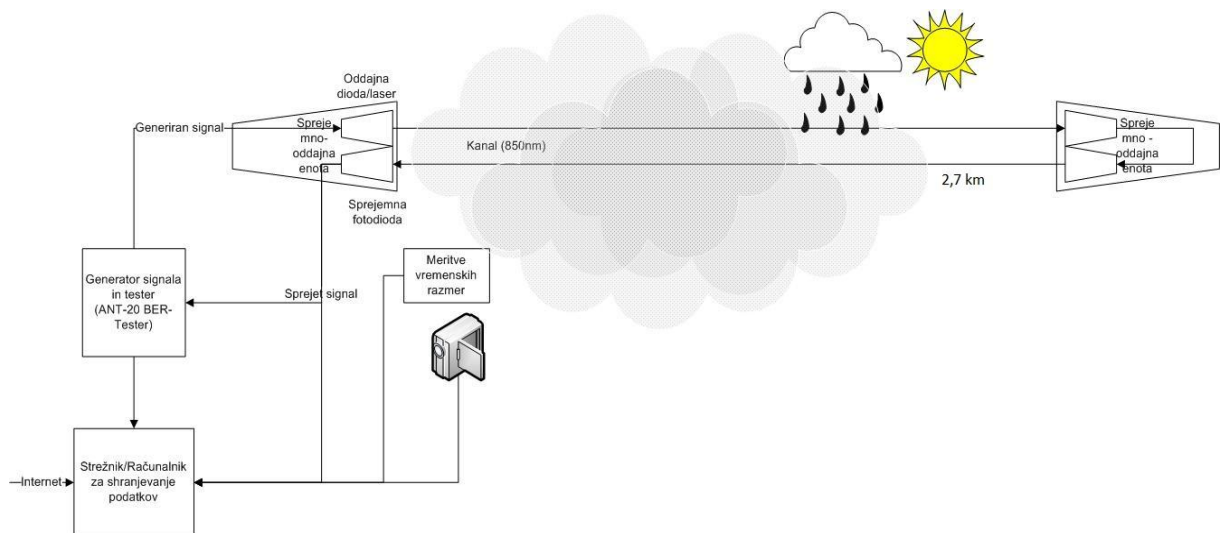 Oddajna
dioda/laser
Generiran signal
Spreje
mno-
oddajna
enota
Kanal (850nm)
Spreje
mno -
oddajna
enota
2,7 km
Sprejemna
fotodioda
Generator signala
in tester
(ANT-20 BER-
Tester)
Sprejet signal
Meritve
vremenskih
razmer
Internet
Strežnik/Računalnik
za shranjevanje
podatkov